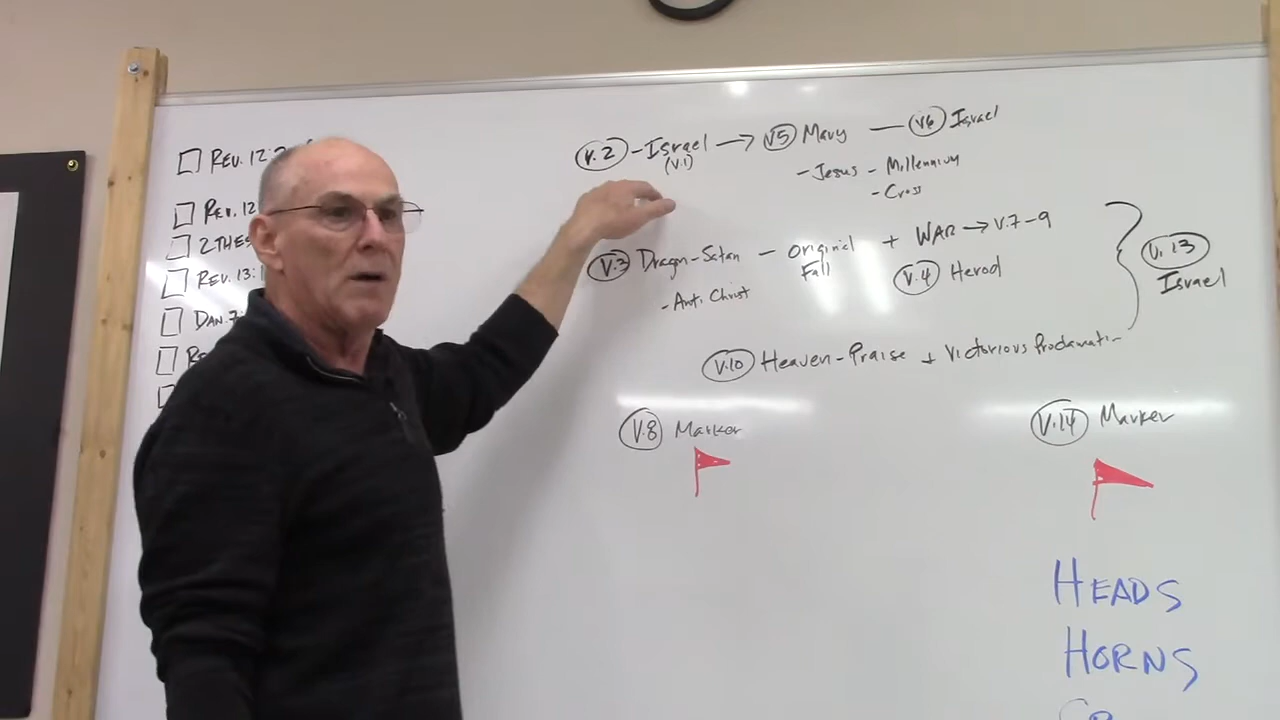 REV. 12:
REV. 12
2 THES
REV. 13:1
DAN. 7:
v.2 - Israel → v5 Mary — v6 Israel
(v.1)
- Jesus - Millennium
- Cross
v.3 Dragon-Satan - Original Fall + WAR → v.7-9
v.4 Herod
- Anti Christ
v.13 Israel
v.10 Heaven-Praise + Victorious Proclamation
v.8 Marker
v.14 Marker
HEADS
HORNS